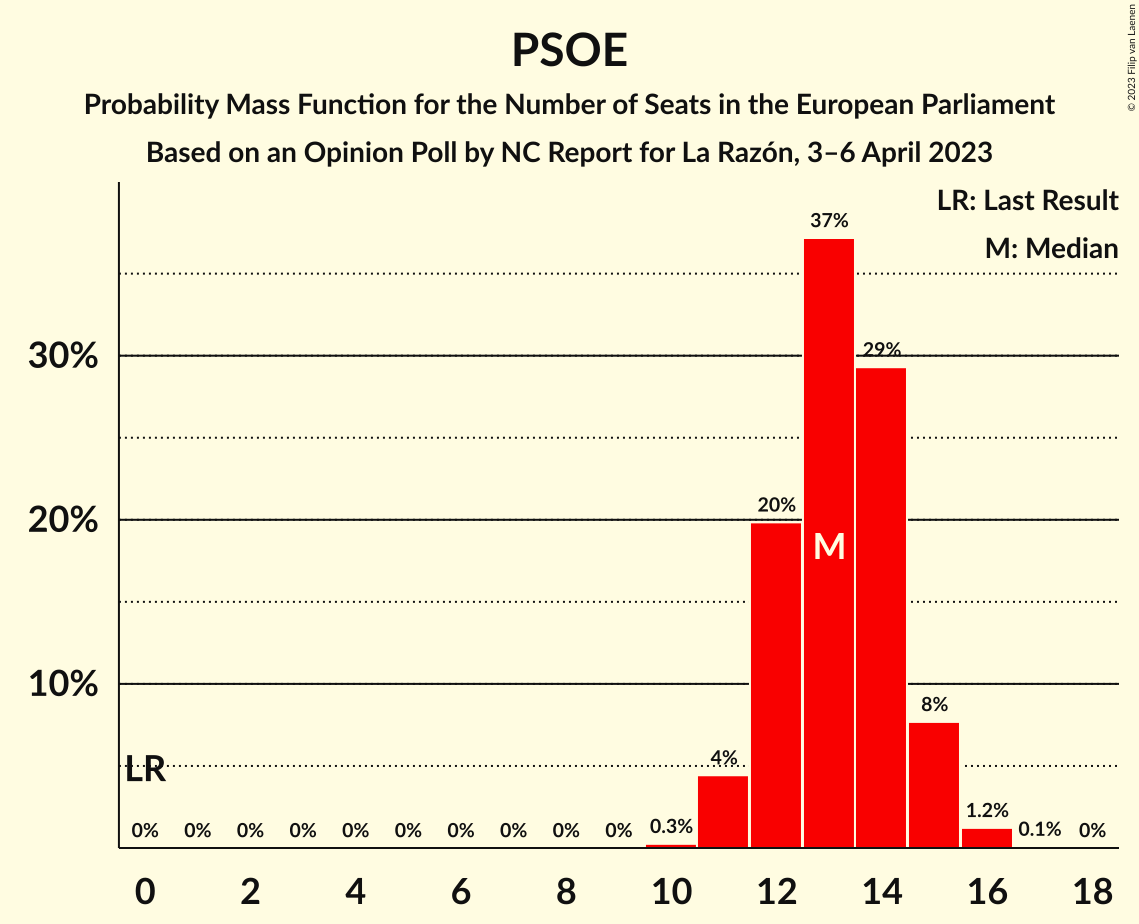 PSOE
Probability Mass Function for the Number of Seats in the European Parliament
Based on an Opinion Poll by NC Report for La Razón, 3–6 April 2023
© 2023 Filip van Laenen
LR: Last Result
M: Median
37%
30%
29%
20%
20%
M
10%
8%
4%
LR
0% 0% 0% 0% 0% 0% 0% 0% 0% 0% 0.3% 1.2% 0.1% 0%
0 2 4 6 8 10 12 14 16 18